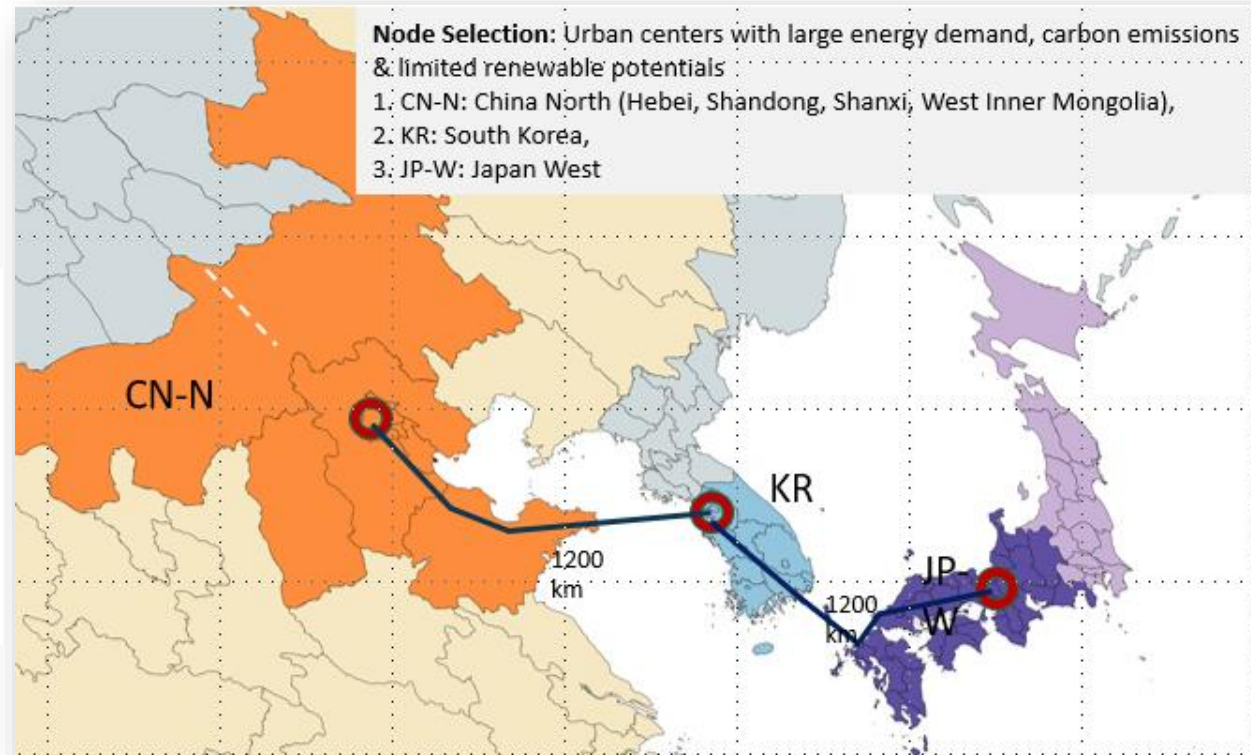 Node Selection: Urban centers with large energy demand, carbon emissions
& limited renewable potentials
1. CN-N: China North (Hebei, Shandong, Shanxi, West Inner Mongolia),
2. KR: South Korea,
3. JP-W: Japan West
CN-N
KR
1200
km
JP-
W
1200
km